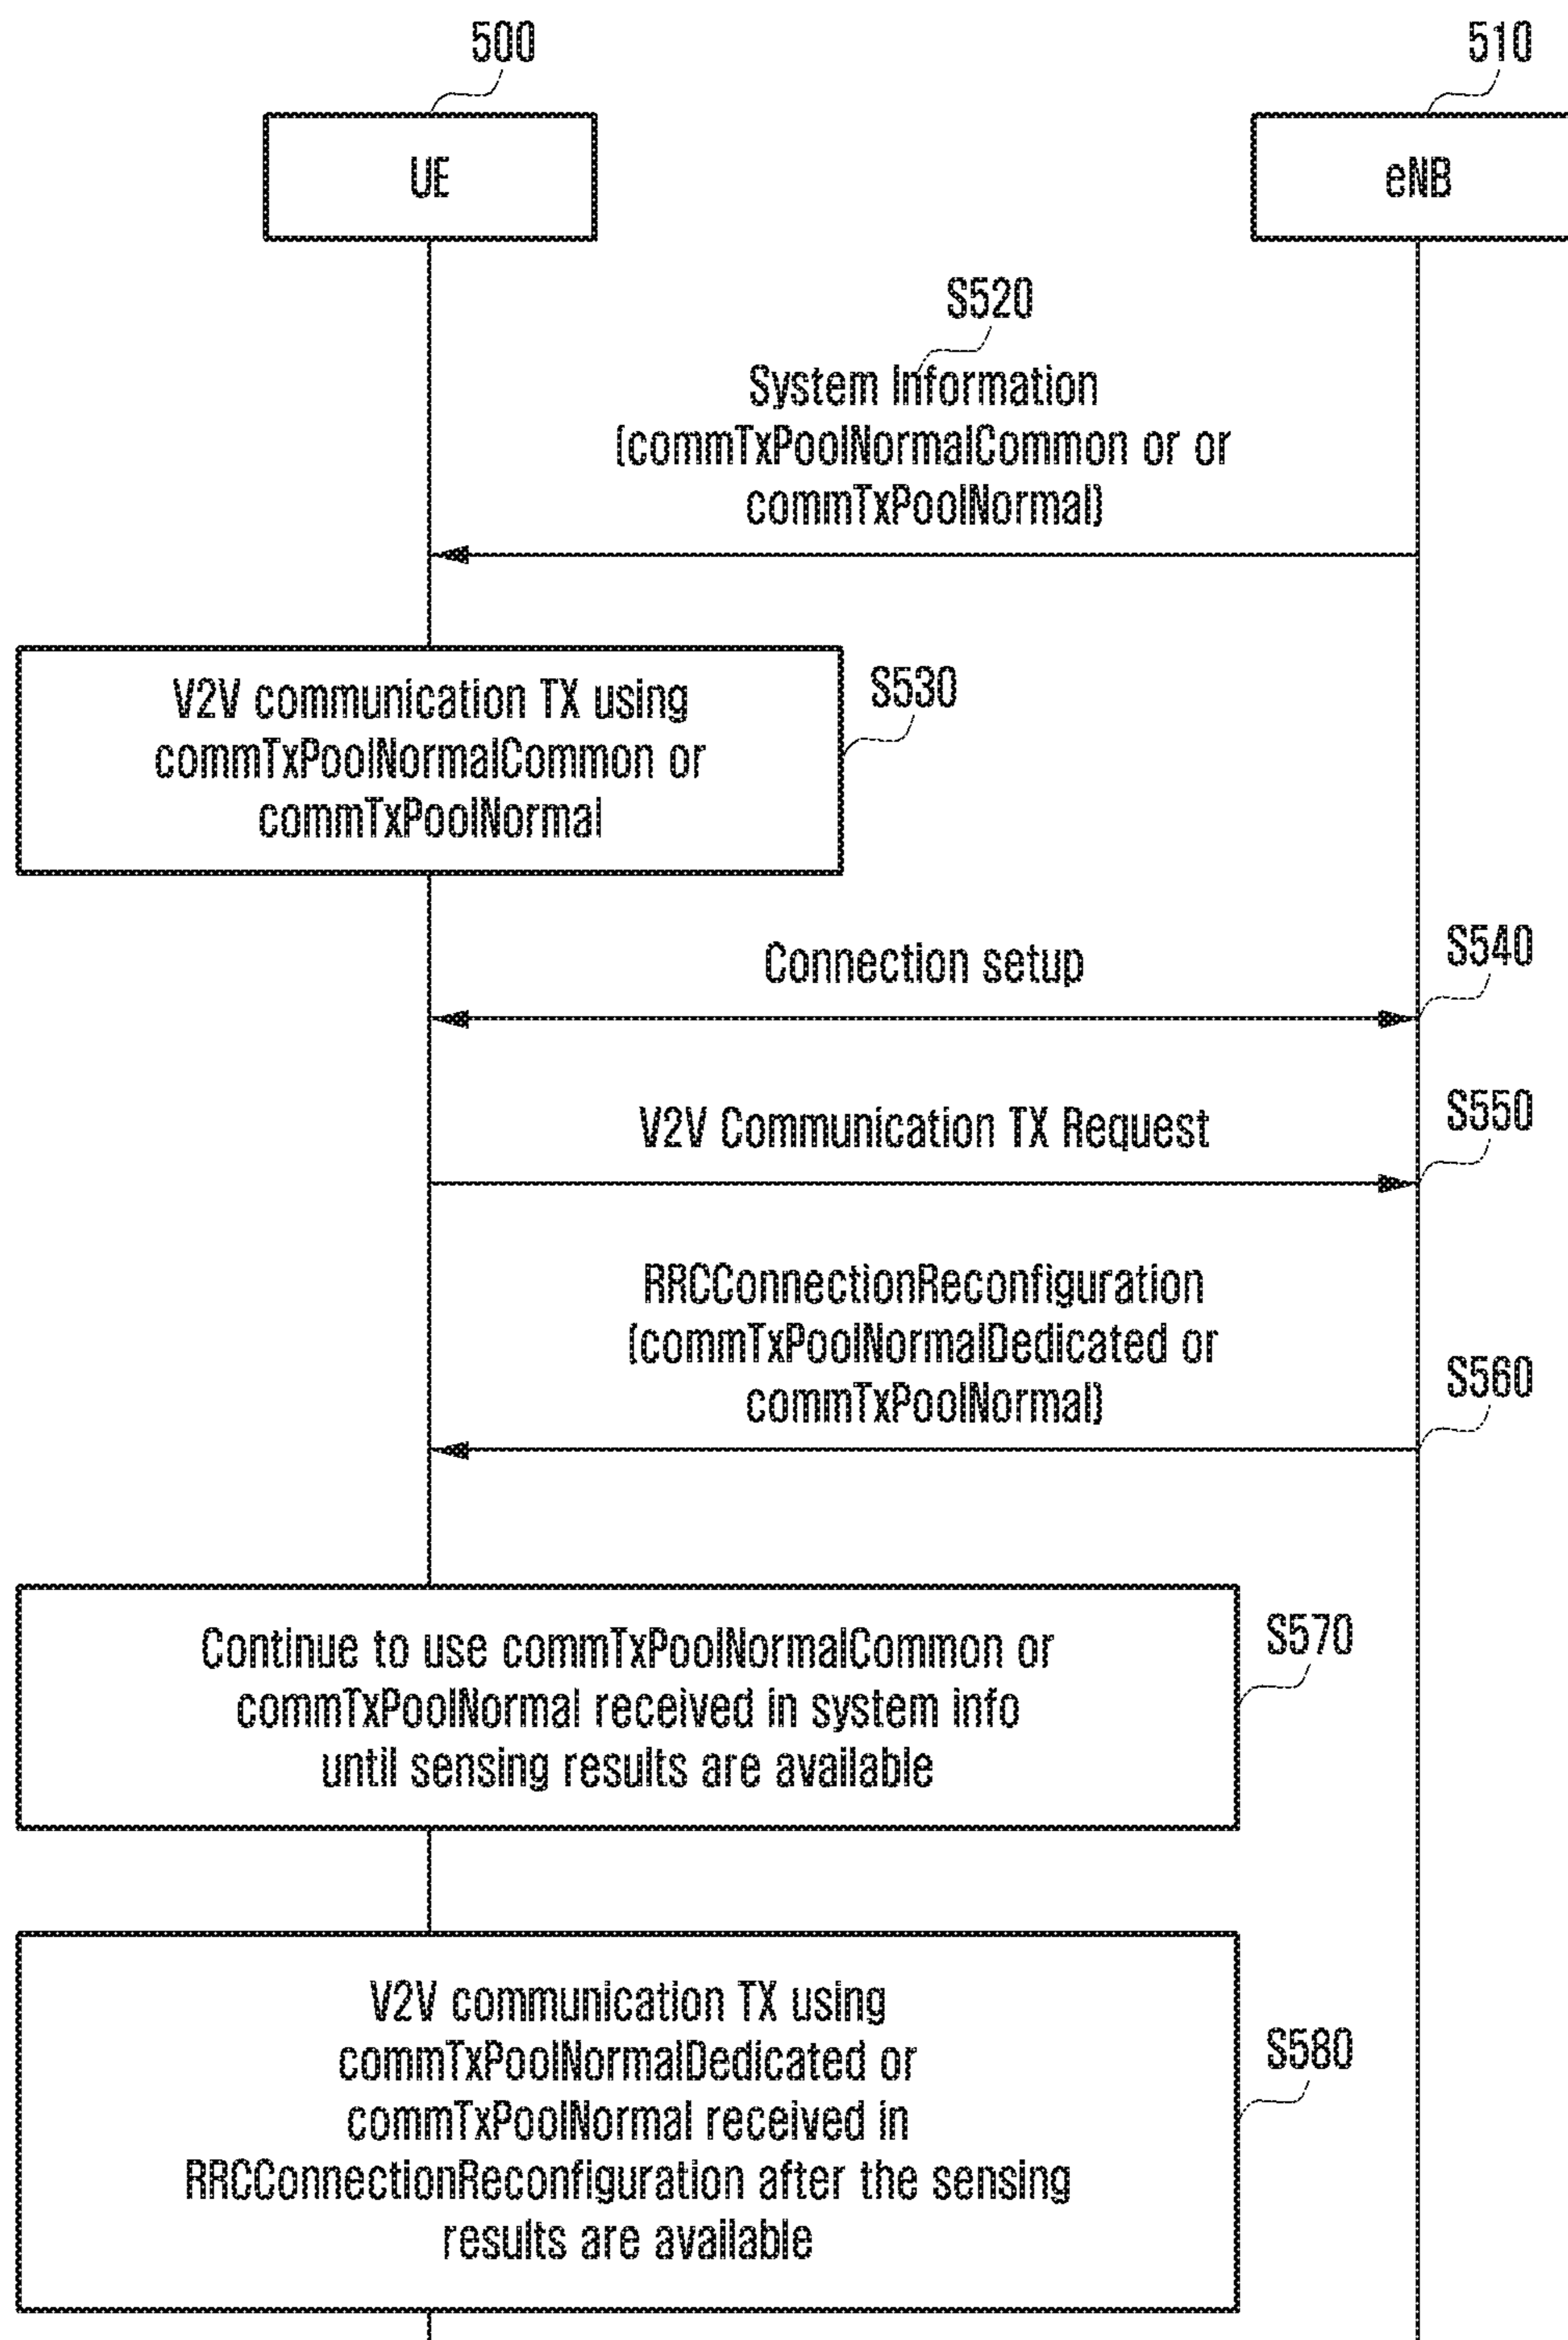 500
510
UE
eNB
S520
System Information
(commTxPoolNormalCommon or or
commTxPoolNormal)
V2V communication TX using
commTxPoolNormalCommon or
commTxPoolNormal
S530
Connection setup
S540
V2V Communication TX Request
S550
RRCConnectionReconfiguration
(commTxPoolNormalDedicated or
commTxPoolNormal)
S560
Continue to use commTxPoolNormalCommon or
commTxPoolNormal received in system info
until sensing results are available
S570
V2V communication TX using
commTxPoolNormalDedicated or
commTxPoolNormal received in
RRCConnectionReconfiguration after the sensing
results are available
S580